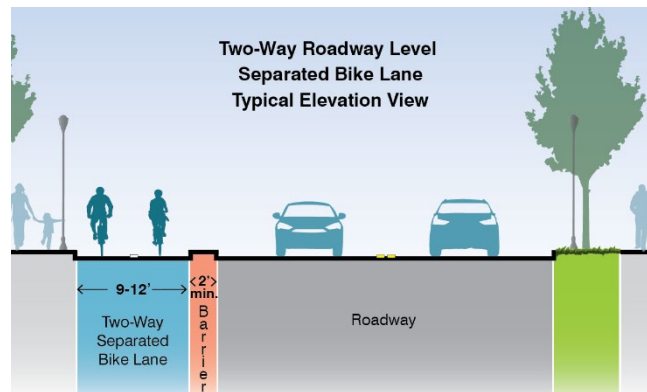 Two-Way Roadway Level
Separated Bike Lane
Typical Elevation View
9-12’
2’
min.
Two-Way
Separated
Bike Lane
Barrier
Roadway